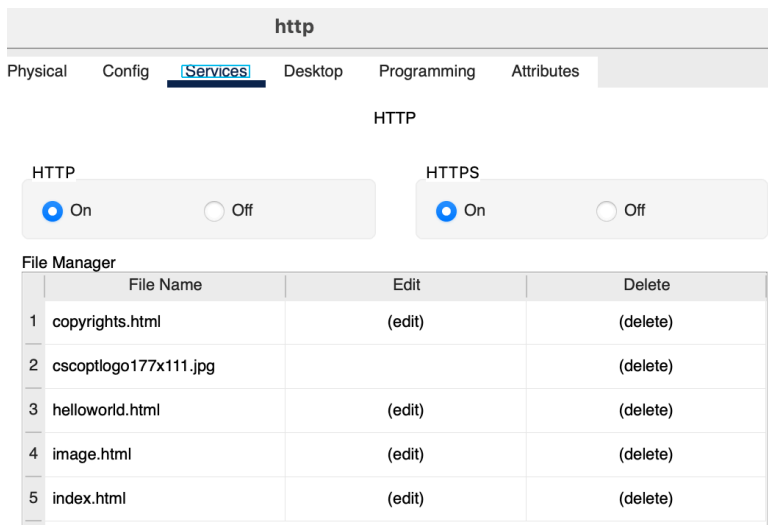 http
Physical Config Services Desktop Programming Attributes
HTTP
HTTP HTTPS
On Off On Off
File Manager
File Name Edit Delete
1 copyrights.html (edit) (delete)
2 cscoptlogo177x111.jpg (delete)
3 helloworld.html (edit) (delete)
4 image.html (edit) (delete)
5 index.html (edit) (delete)